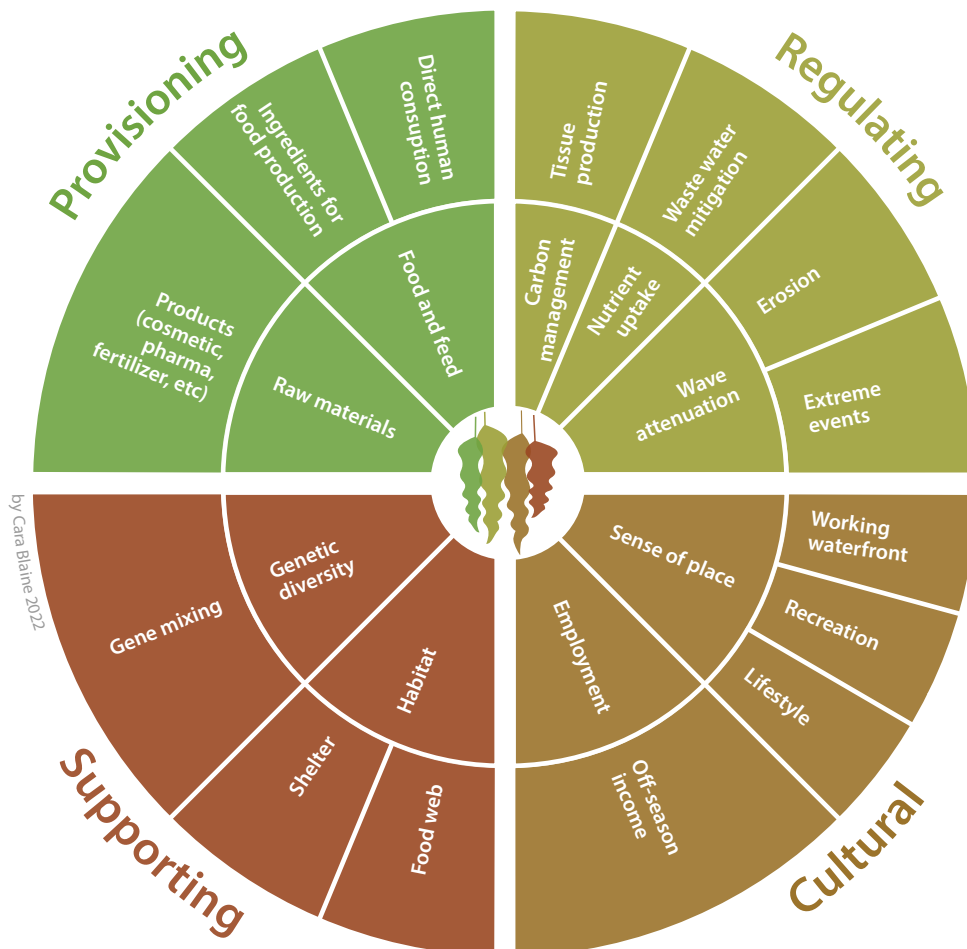 Provisioning
Direct human
consuption
Ingredients for
food production
Products
(cosmetic,
pharma,
fertilizer, etc)
Food and feed
Raw materials
Regulating
Tissue
production
Waste water
mitigation
Erosion
Extreme
events
Carbon
management
Nutrient
uptake
Wave
attenuation
by Cara Blaine 2022
Supporting
Genetic
diversity
Gene mixing
Habitat
Shelter
Food web
Cultural
Sense of place
Employment
Working
waterfront
Recreation
Lifestyle
Off-season
income